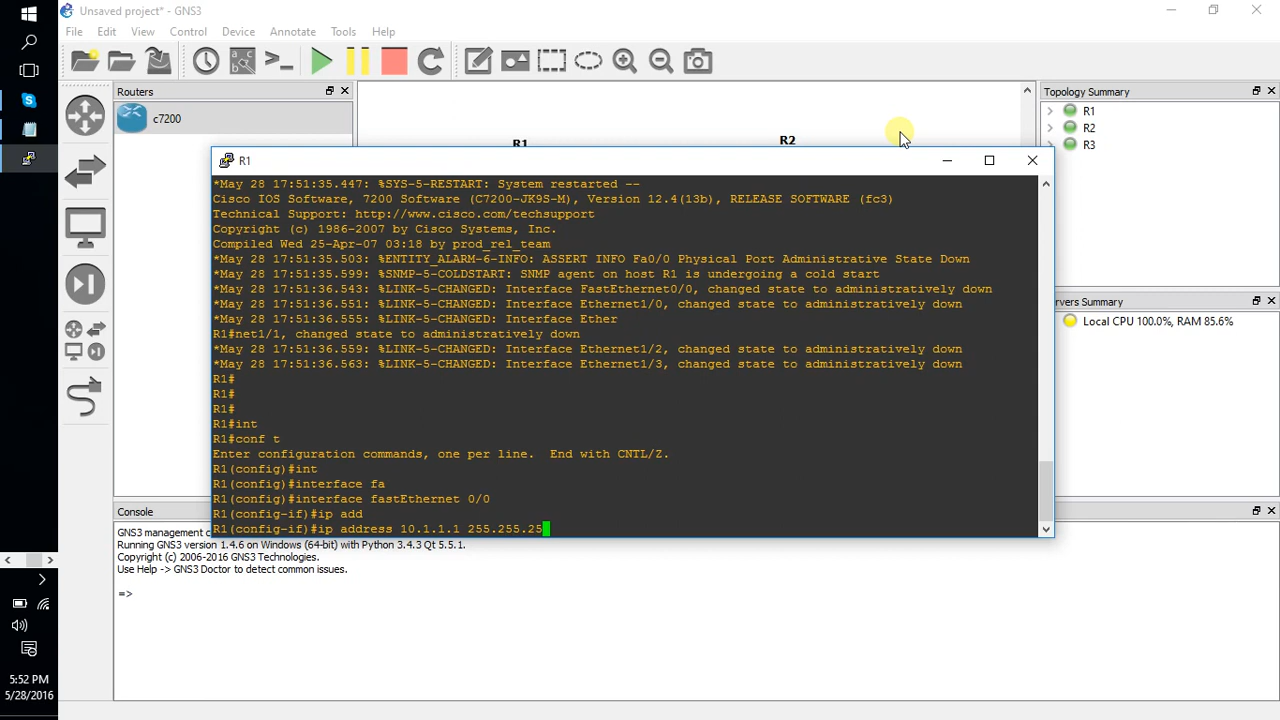 Unsaved project* - GNS3
File Edit View Control Device Annotate Tools Help
Routers
c7200
R1
R2
Topology Summary
R1
R2
R3
R1
*May 28 17:51:35.447: %SYS-5-RESTART: System restarted --
Cisco IOS Software, 7200 Software (C7200-JK9S-M), Version 12.4(13b), RELEASE SOFTWARE (fc3)
Technical Support: http://www.cisco.com/techsupport
Copyright (c) 1986-2007 by Cisco Systems, Inc.
Compiled Wed 25-Apr-07 03:18 by prod_rel_team
*May 28 17:51:35.503: %ENTITY_ALARM-6-INFO: ASSERT INFO Fa0/0 Physical Port Administrative State Down
*May 28 17:51:35.599: %SNMP-5-COLDSTART: SNMP agent on host R1 is undergoing a cold start
*May 28 17:51:36.543: %LINK-5-CHANGED: Interface FastEthernet0/0, changed state to administratively down
*May 28 17:51:36.551: %LINK-5-CHANGED: Interface Ethernet1/0, changed state to administratively down
*May 28 17:51:36.555: %LINK-5-CHANGED: Interface Ether
R1#net1/1, changed state to administratively down
*May 28 17:51:36.559: %LINK-5-CHANGED: Interface Ethernet1/2, changed state to administratively down
*May 28 17:51:36.563: %LINK-5-CHANGED: Interface Ethernet1/3, changed state to administratively down
R1#
R1#
R1#
R1#int
R1#conf t
Enter configuration commands, one per line.  End with CNTL/Z.
R1(config)#int
R1(config)#interface fa
R1(config)#interface fastEthernet 0/0
R1(config-if)#ip add
R1(config-if)#ip address 10.1.1.1 255.255.25
ervers Summary
Local CPU 100.0%, RAM 85.6%
Console
GNS3 management c
Running GNS3 version 1.4.6 on Windows (64-bit) with Python 3.4.3 Qt 5.5.1.
Copyright (c) 2006-2016 GNS3 Technologies.
Use Help -> GNS3 Doctor to detect common issues.
=>
5:52 PM
5/28/2016